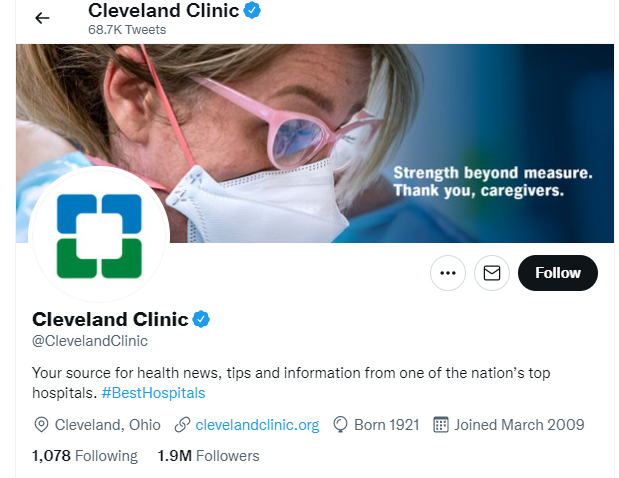 Cleveland Clinic
68.7K Tweets
Strength beyond measure.
Thank you, caregivers.
Follow
Cleveland Clinic
@ClevelandClinic
Your source for health news, tips and information from one of the nation's top
hospitals. #BestHospitals
Cleveland, Ohio clevelandclinic.org Born 1921 Joined March 2009
1,078 Following 1.9M Followers